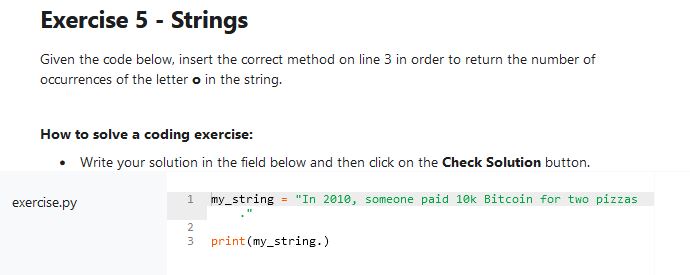 Exercise 5 - Strings
Given the code below, insert the correct method on line 3 in order to return the number of
occurrences of the letter o in the string.
How to solve a coding exercise:
• Write your solution in the field below and then click on the Check Solution button.
exercise.py
1 my_string = "In 2010, someone paid 10k Bitcoin for two pizzas
."
2
3 print(my_string.)